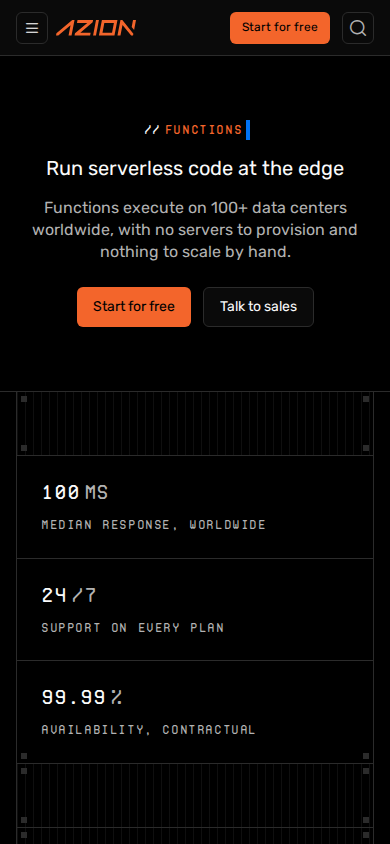 AZION
Start for free
// FUNCTIONS
Run serverless code at the edge
Functions execute on 100+ data centers
worldwide, with no servers to provision and
nothing to scale by hand.
Start for free
Talk to sales
100 MS
MEDIAN RESPONSE, WORLDWIDE
24/7
SUPPORT ON EVERY PLAN
99.99%
AVAILABILITY, CONTRACTUAL